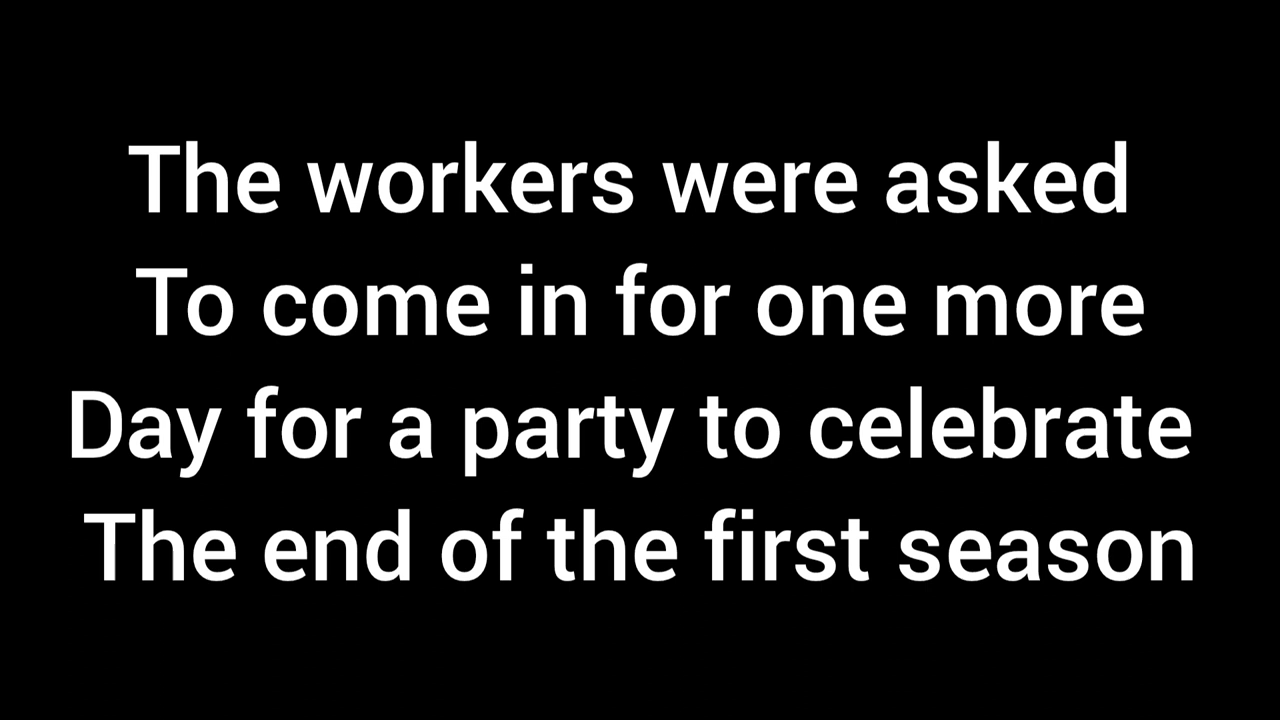 The workers were asked
To come in for one more
Day for a party to celebrate
The end of the first season